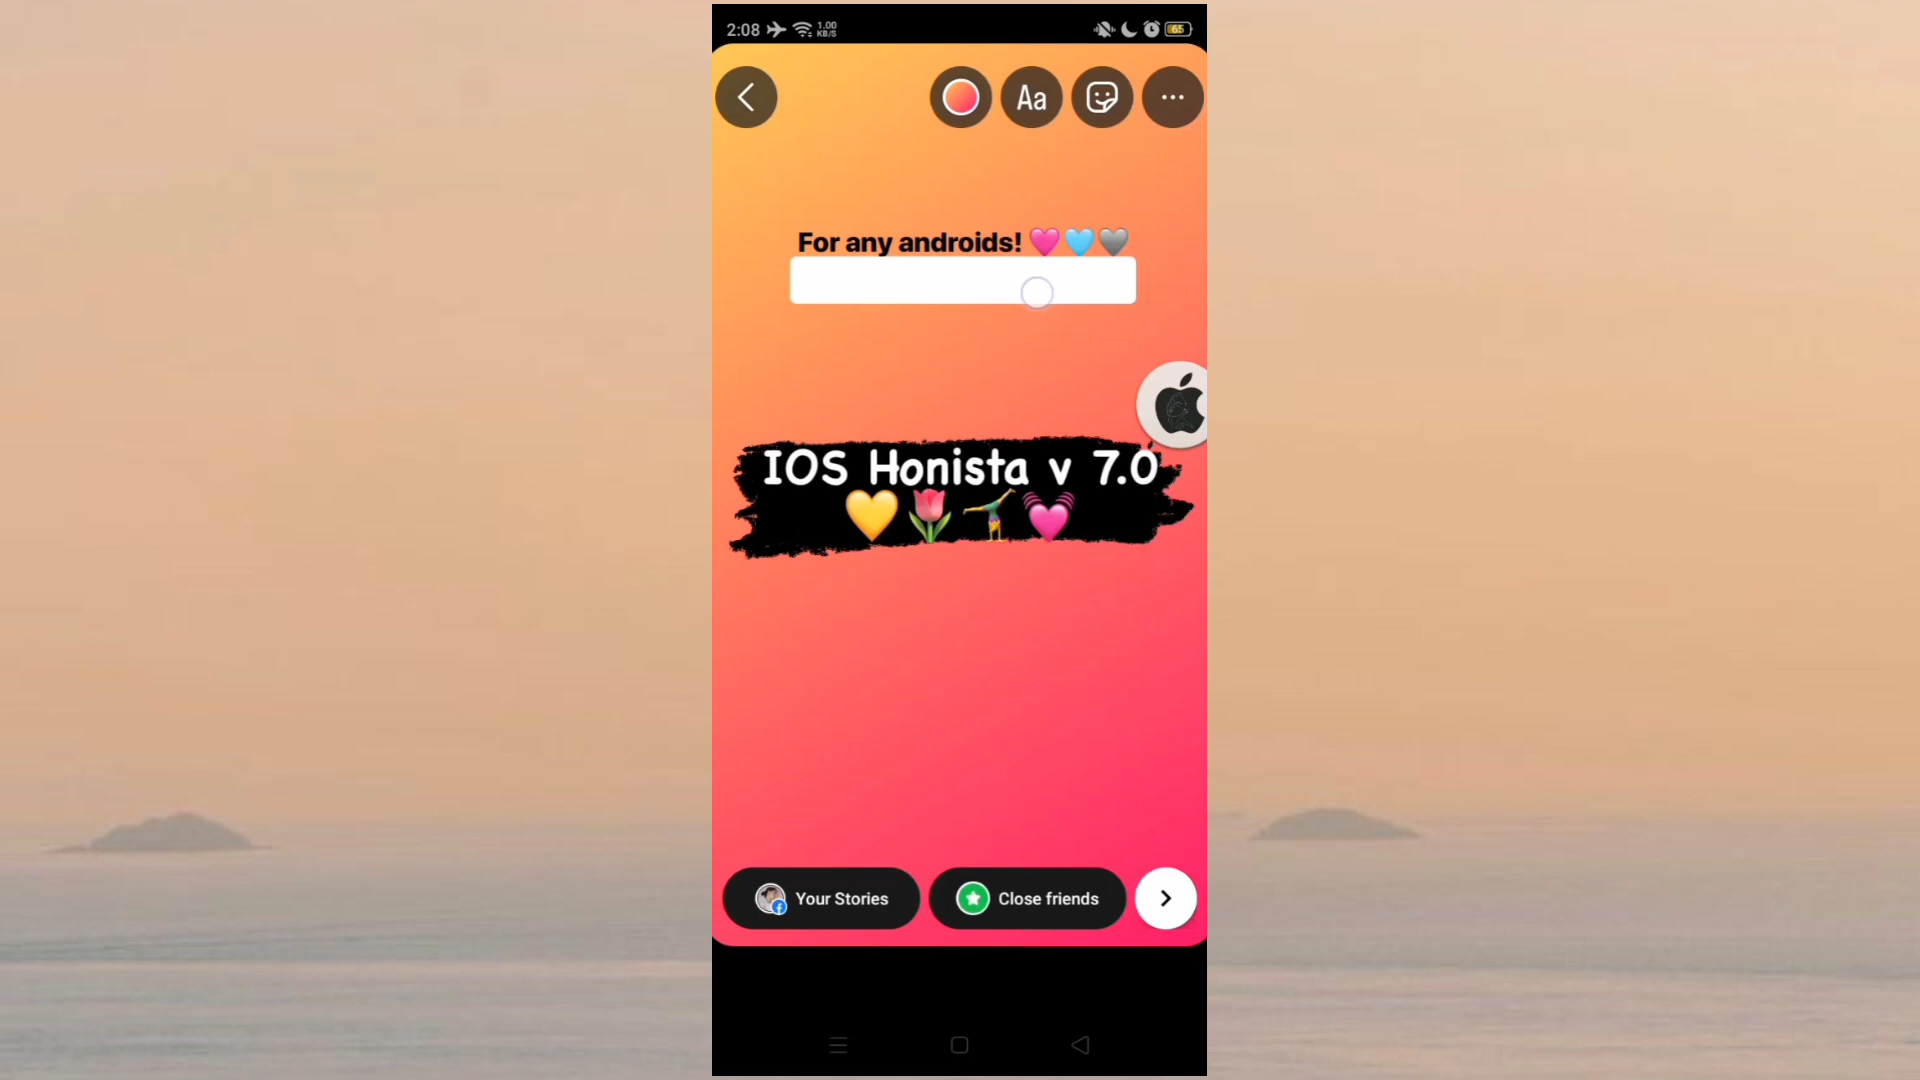 2:08 1.00 KB/S 65
Aa
For any androids! 🩷🩵🩶
IOS Honista v 7.0
💛🌷🤸💓
Your Stories Close friends